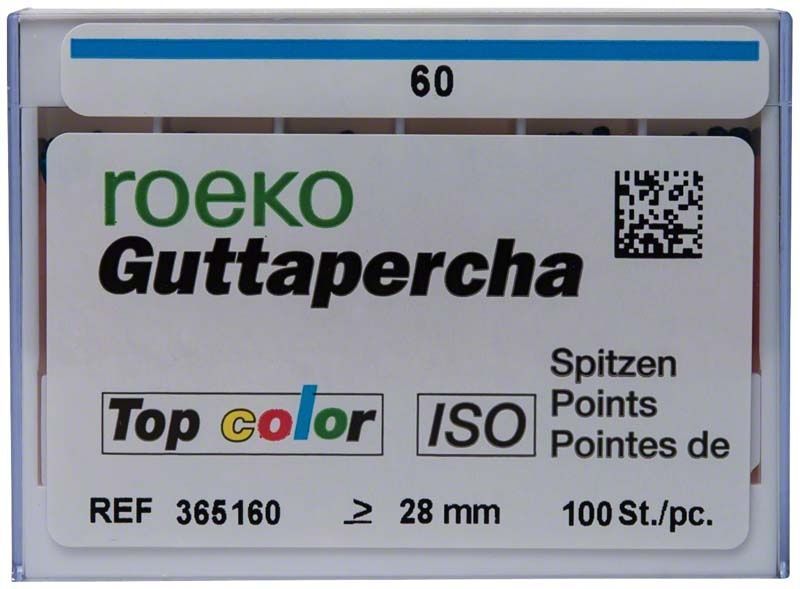 60
roeko
Guttapercha
Spitzen
Top color ISO Points
Pointes de
REF 365160 ≥ 28 mm 100 St./pc.